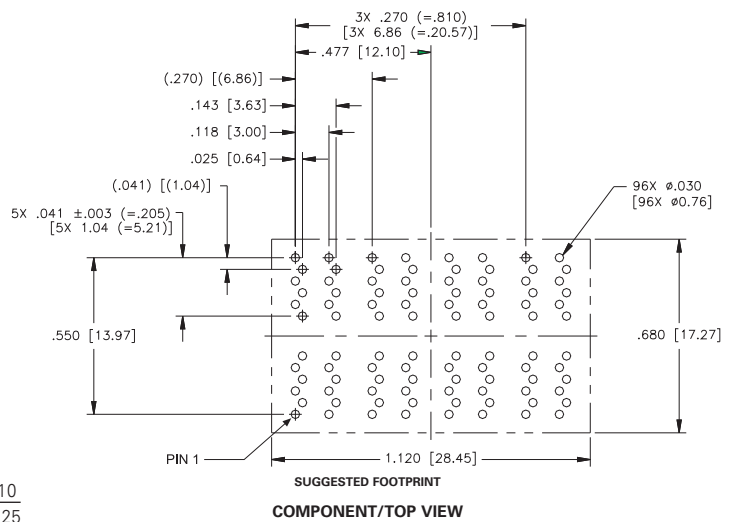 3X .270 (=.810)
[3X 6.86 (=.20.57)]
.477 [12.10]
(.270) [(6.86)]
.143 [3.63]
.118 [3.00]
.025 [0.64]
(.041) [(1.04)]
5X .041 ±.003 (=.205)
[5X 1.04 (=5.21)]
96X ø.030
[96X ø0.76]
.550 [13.97]
.680 [17.27]
PIN 1
1.120 [28.45]
SUGGESTED FOOTPRINT
COMPONENT/TOP VIEW
10
25